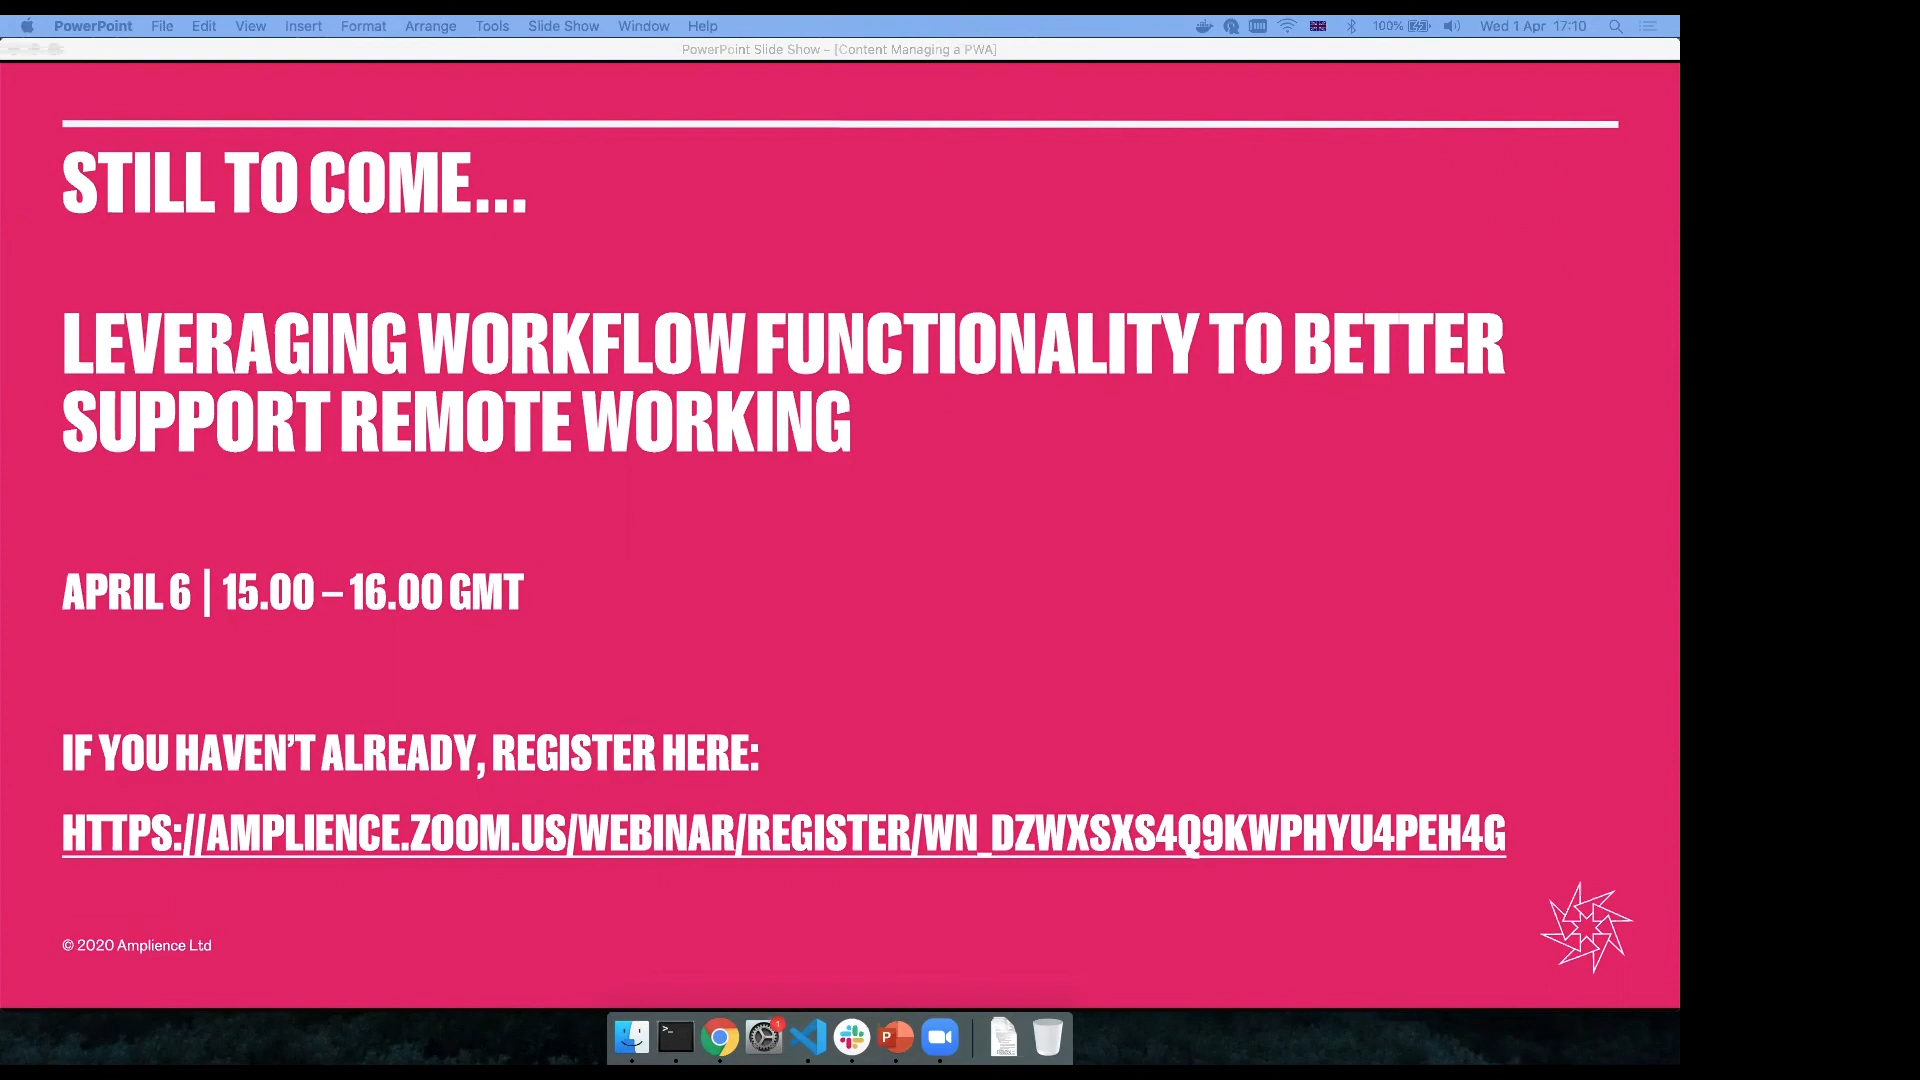 PowerPoint File Edit View Insert Format Arrange Tools Slide Show Window Help 100% Wed 1 Apr 17:10
PowerPoint Slide Show – [Content Managing a PWA]
STILL TO COME...
LEVERAGING WORKFLOW FUNCTIONALITY TO BETTER
SUPPORT REMOTE WORKING
APRIL 6 | 15.00 – 16.00 GMT
IF YOU HAVEN’T ALREADY, REGISTER HERE:
HTTPS://AMPLIENCE.ZOOM.US/WEBINAR/REGISTER/WN_DZWXSXS4Q9KWPHYU4PEH4G
© 2020 Amplience Ltd
1